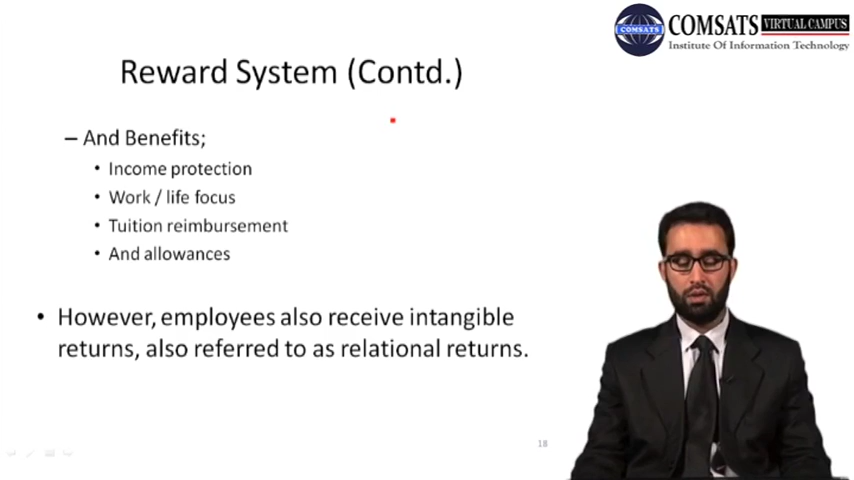 COMSATS VIRTUAL CAMPUS
COMSATS
Institute Of Information Technology
Reward System (Contd.)
– And Benefits;
• Income protection
• Work / life focus
• Tuition reimbursement
• And allowances
• However, employees also receive intangible
returns, also referred to as relational returns.
18